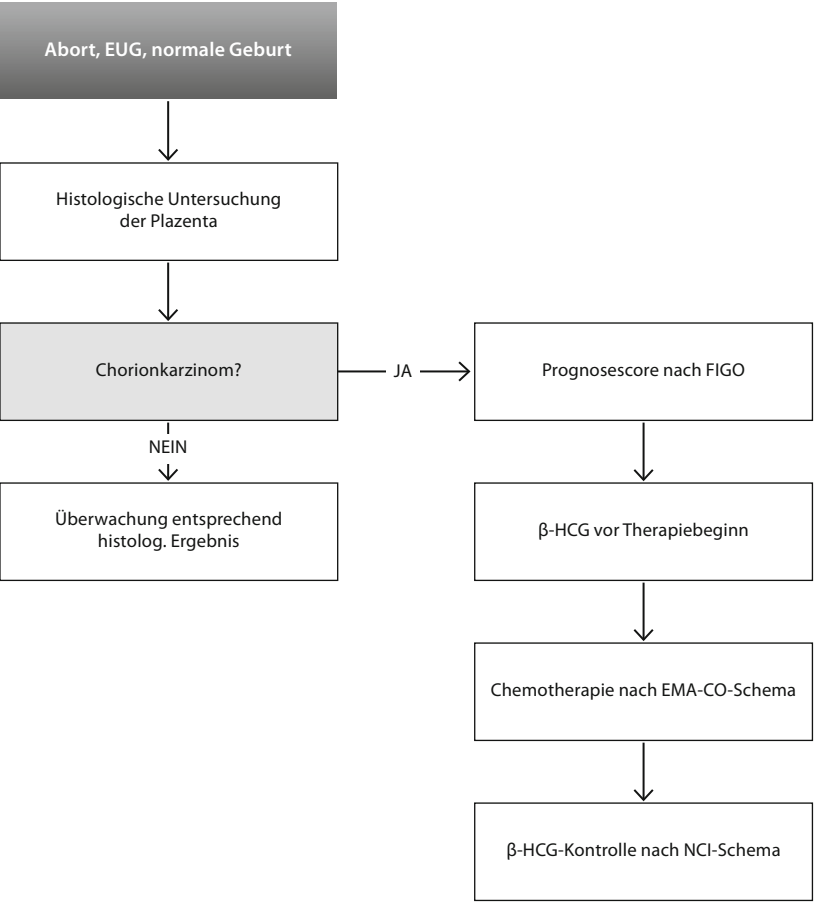 Abort, EUG, normale Geburt
Histologische Untersuchung
der Plazenta
Chorionkarzinom?
JA
Prognosescore nach FIGO
NEIN
Überwachung entsprechend
histolog. Ergebnis
β-HCG vor Therapiebeginn
Chemotherapie nach EMA-CO-Schema
β-HCG-Kontrolle nach NCI-Schema